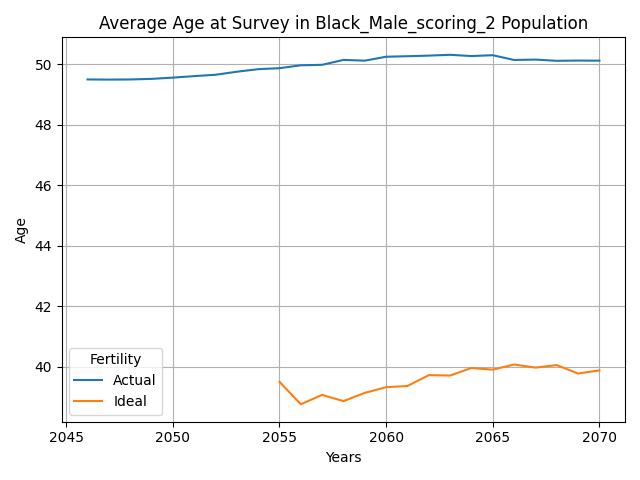 Average Age at Survey in Black_Male_scoring_2 Population
Age
50
48
46
44
42
40
Fertility
Actual
Ideal
2045 2050 2055 2060 2065 2070
Years